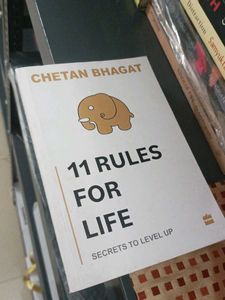 CHETAN BHAGAT
11 RULES
FOR
LIFE
SECRETS TO LEVEL UP